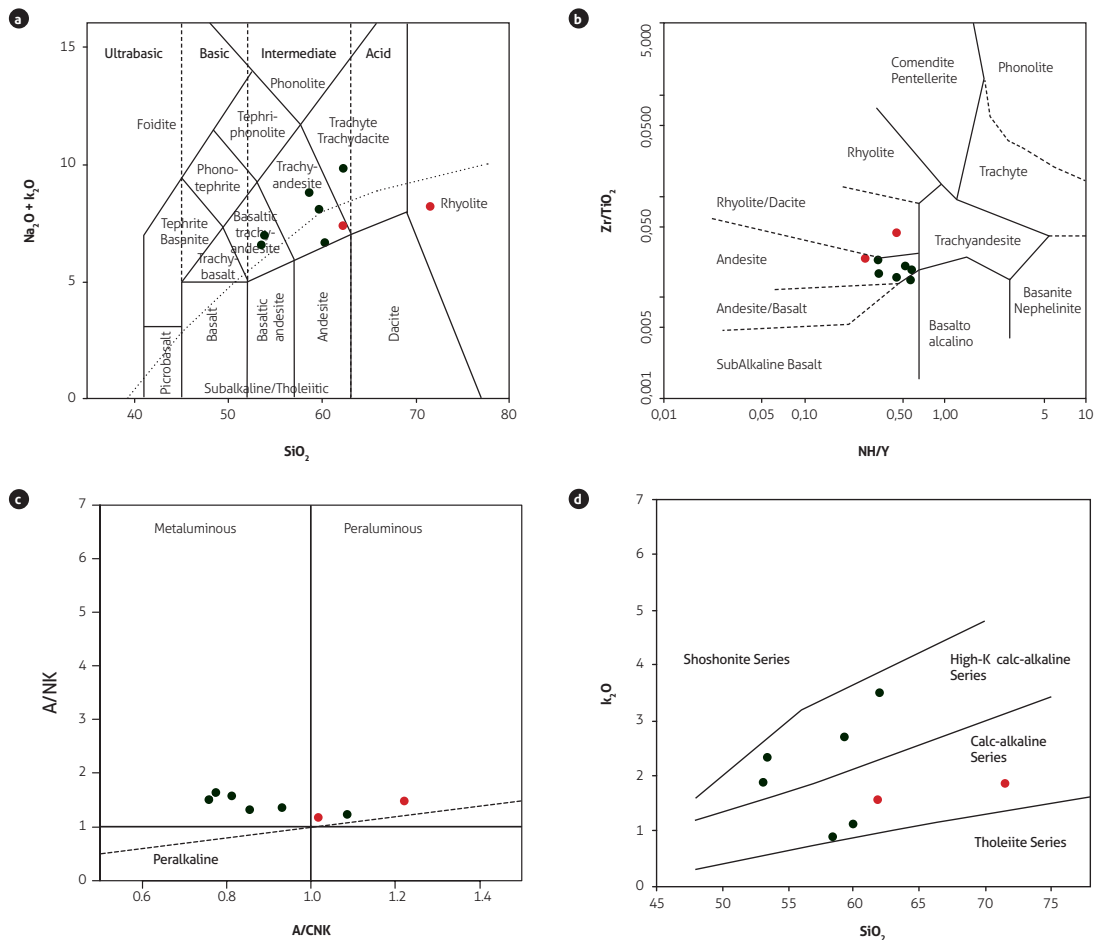 a
Na₂O + k₂O
15
10
5
0
40
50
60
70
80
SiO₂
Ultrabasic
Basic
Intermediate
Acid
Phonolite
Foidite
Tephri-
phonolite
Trachyte
Trachydacite
Phono-
tephrite
Trachy-
andesite
Rhyolite
Tephrite
Basanite
Basaltic
trachy-
andesite
Trachy-
basalt
Picrobasalt
Basalt
Basaltic
andesite
Andesite
Dacite
Subalkaline/Tholeiitic
b
Zr/TiO₂
5,000
0,0500
0,050
0,005
0,001
0,01
0,05
0,10
0,50
1,00
5
10
NH/Y
Comendite
Pentellerite
Phonolite
Rhyolite
Trachyte
Rhyolite/Dacite
Trachyandesite
Andesite
Andesite/Basalt
Basanite
Nephelinite
Basalto
alcalino
SubAlkaline Basalt
c
A/NK
7
6
5
4
3
2
1
0
0.6
0.8
1.0
1.2
1.4
A/CNK
Metaluminous
Peraluminous
Peralkaline
d
k₂O
7
6
5
4
3
2
1
0
45
50
55
60
65
70
75
SiO₂
Shoshonite Series
High-K calc-alkaline
Series
Calc-alkaline
Series
Tholeiite Series